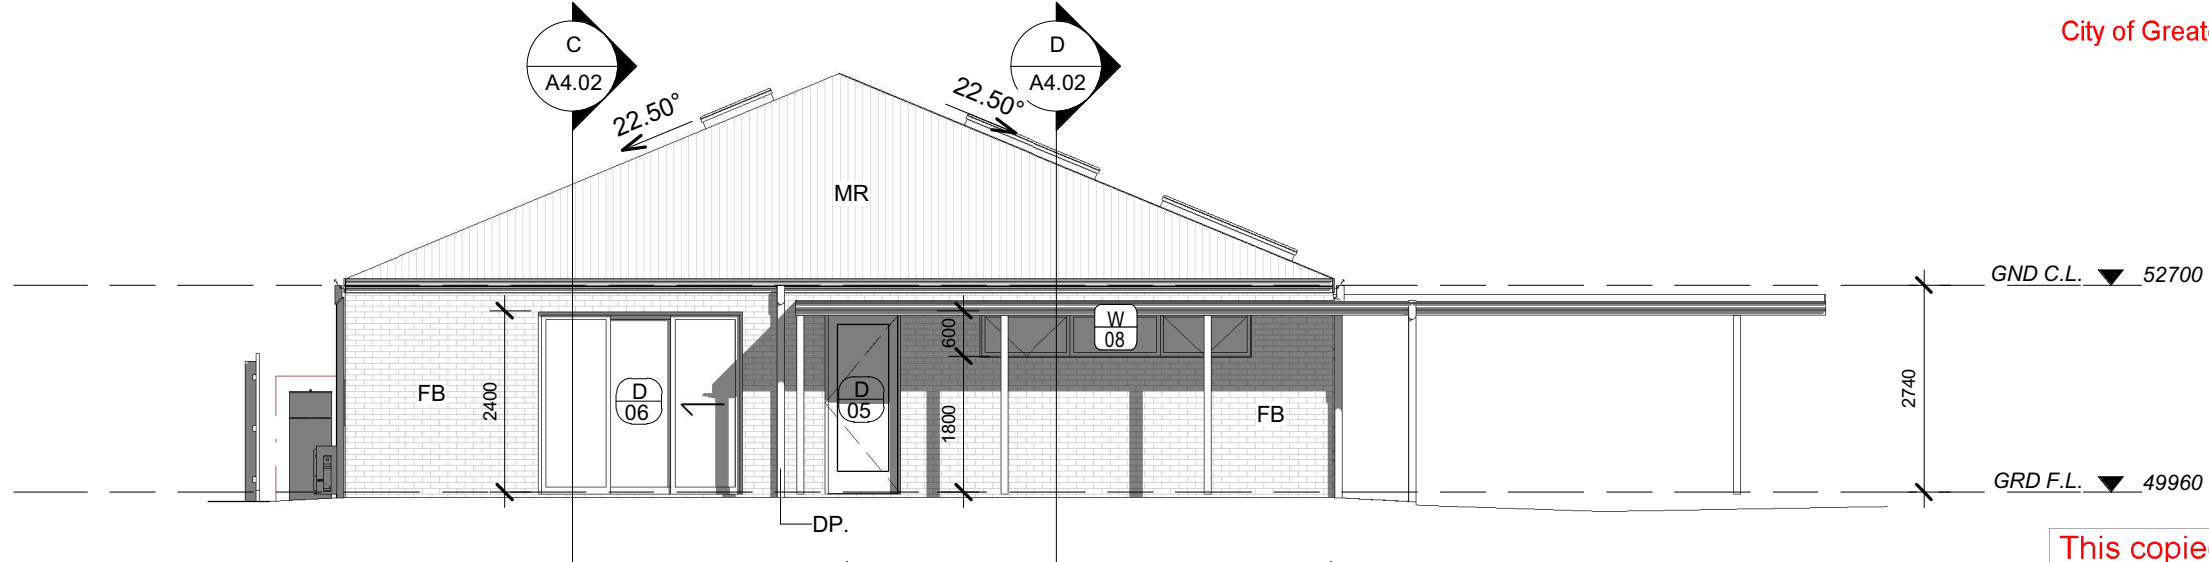 City of Great
C
A4.02
D
A4.02
22.50°
22.50°
MR
GND C.L. 52700
W
08
600
FB
2400
D
06
D
05
1800
FB
2740
GRD F.L. 49960
DP.
This copie